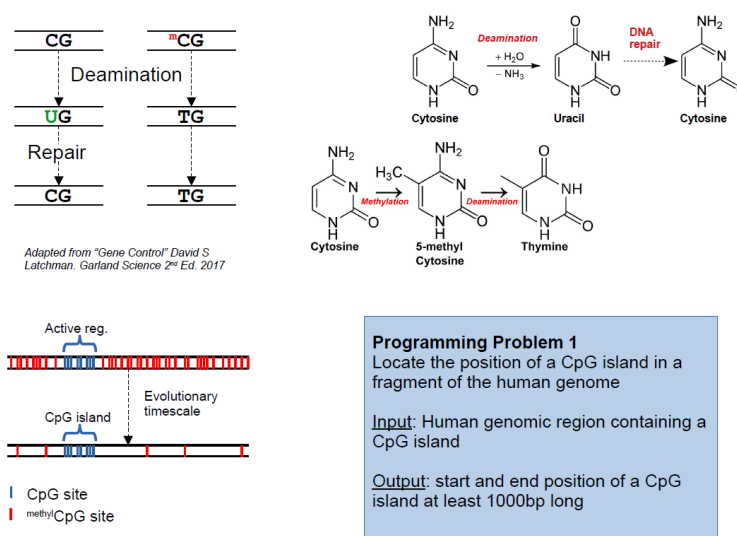 CG
mCG
Deamination
UG
TG
Repair
CG
TG
Adapted from "Gene Control" David S
Latchman. Garland Science 2nd Ed. 2017
NH2
N
N
H
O
Cytosine
Deamination
+ H2O
− NH3
O
NH
N
H
O
Uracil
DNA
repair
NH2
N
N
H
Cytosine
NH2
N
N
H
O
Cytosine
Methylation
H3C
NH2
N
N
H
O
5-methyl
Cytosine
Deamination
O
NH
N
H
O
Thymine
Active reg.
Evolutionary
timescale
CpG island
CpG site
methylCpG site
Programming Problem 1
Locate the position of a CpG island in a
fragment of the human genome
Input: Human genomic region containing a
CpG island
Output: start and end position of a CpG
island at least 1000bp long